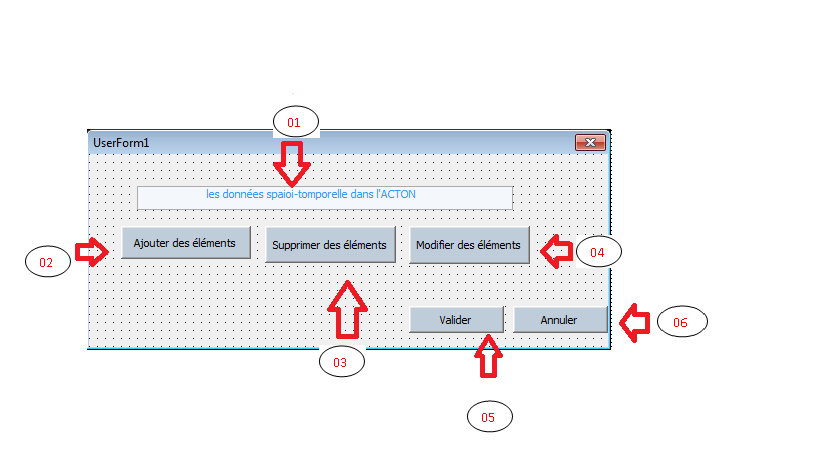 01
UserForm1
les données spaioi-tomporelle dans l'ACTON
Ajouter des éléments
Supprimer des éléments
Modifier des éléments
02
04
Valider
Annuler
06
03
05